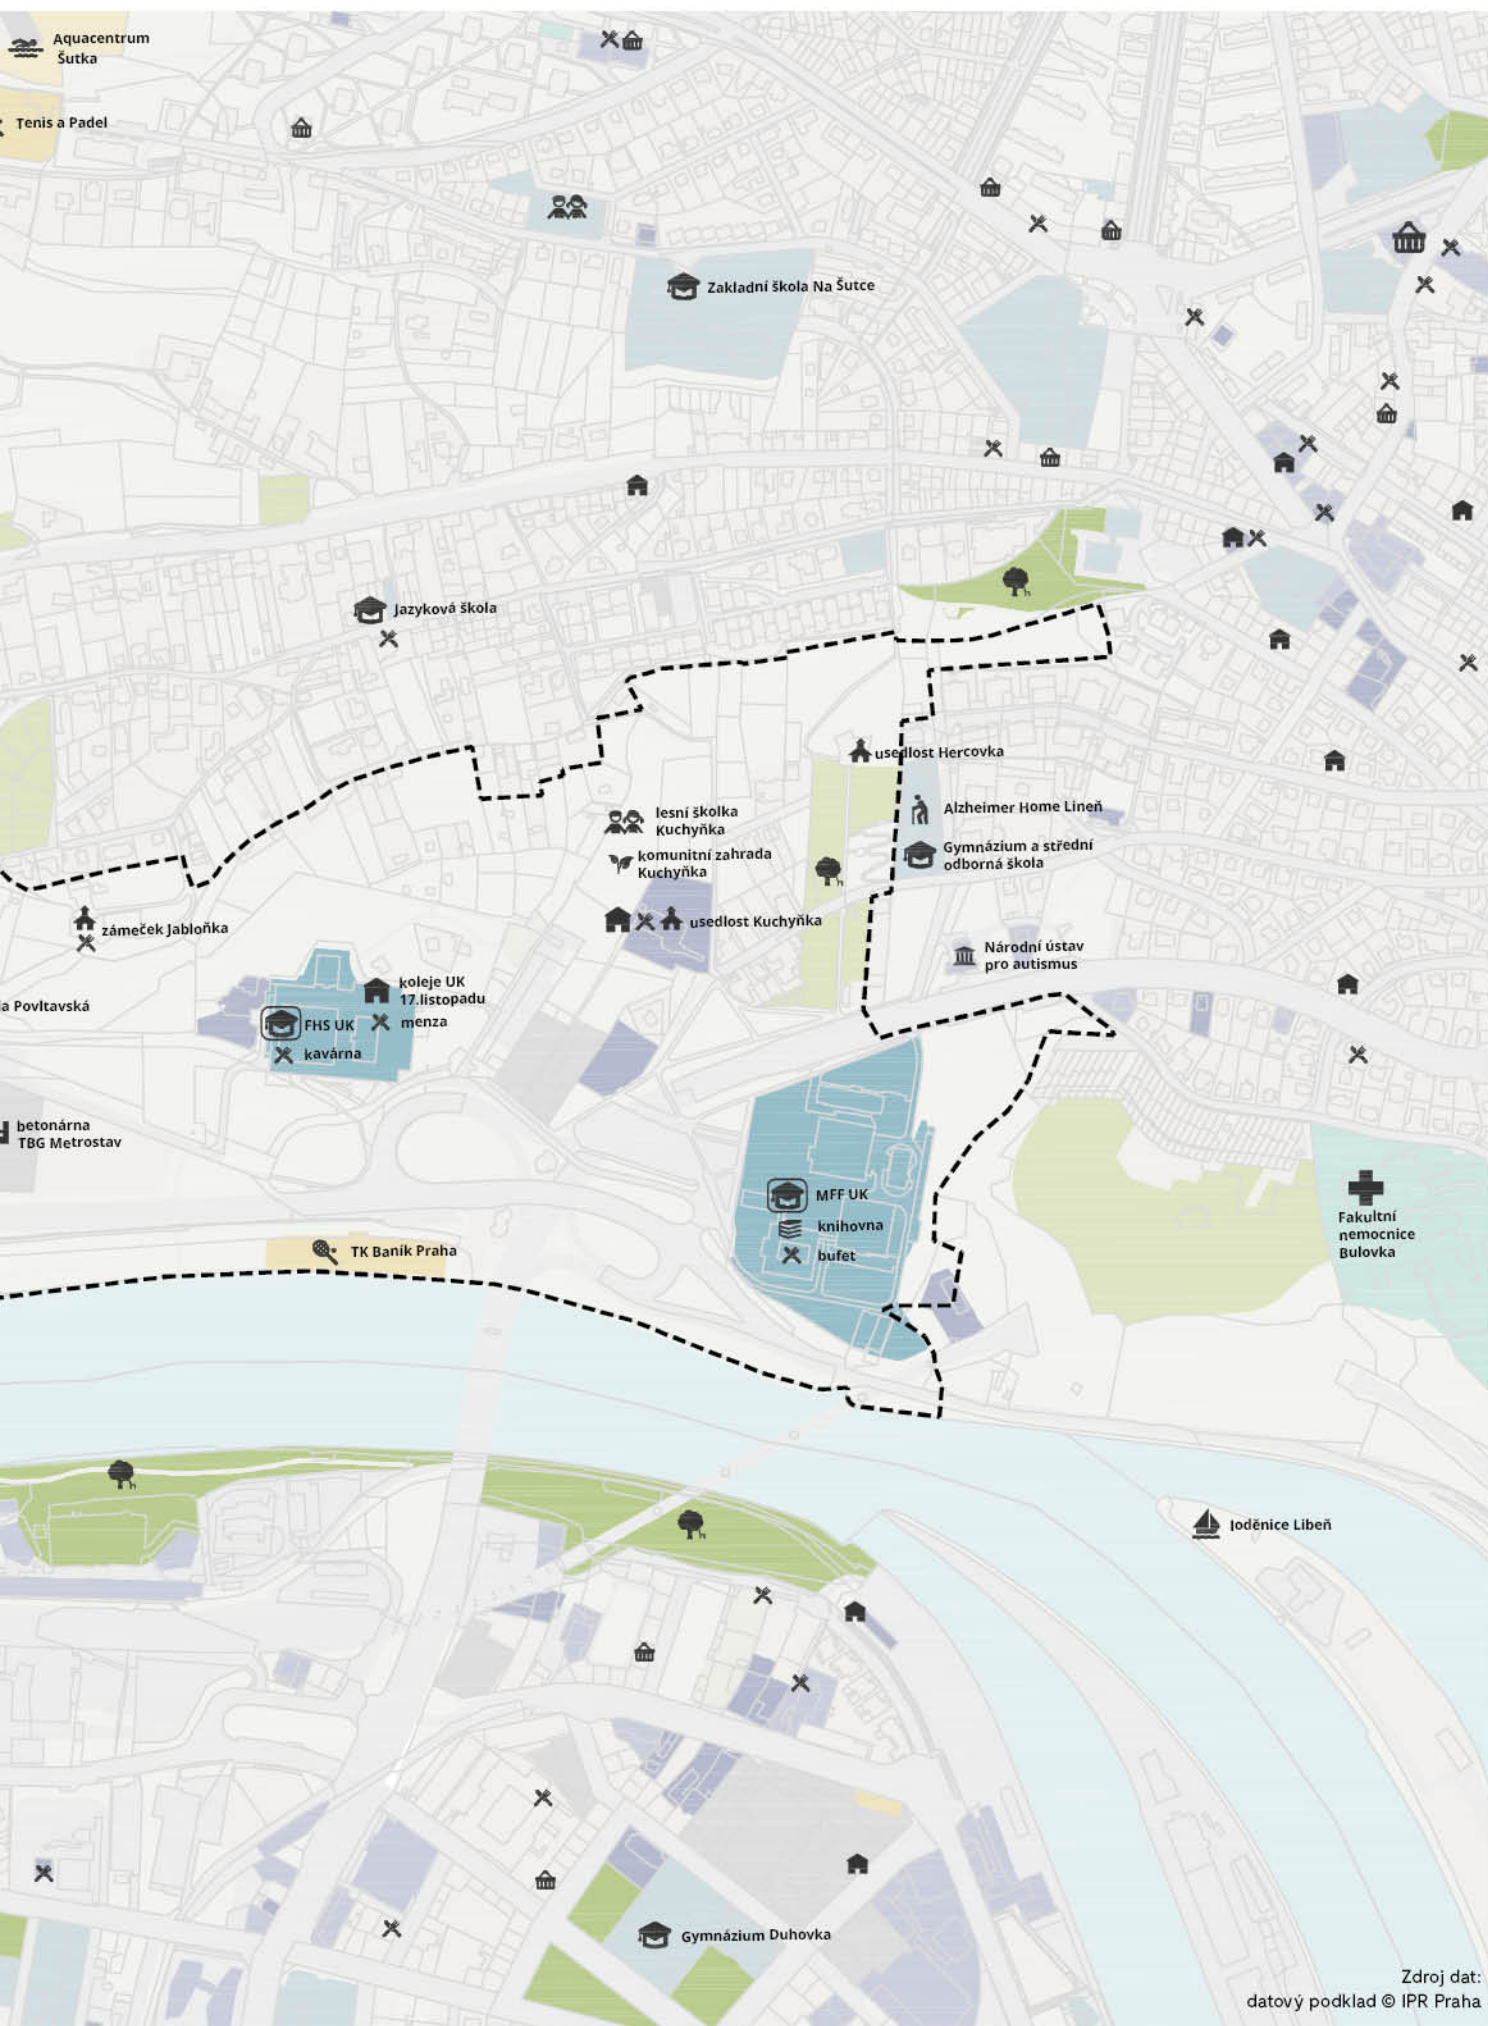 Aquacentrum
Šutka
Tenis a Padel
Zakladní škola Na Šutce
Jazyková škola
usedlost Hercovka
lesní školka
Kuchyňka
Alzheimer Home Lineň
komunitní zahrada
Kuchyňka
Gymnázium a střední
odborná škola
usedlost Kuchyňka
zámeček Jabloňka
Národní ústav
pro autismus
koleje UK
17.listopadu
a Povltavská
FHS UK
menza
kavárna
betonárna
TBG Metrostav
MFF UK
knihovna
bufet
Fakultní
nemocnice
Bulovka
TK Baník Praha
loděnice Libeň
Gymnázium Duhovka
Zdroj dat:
datový podklad © IPR Praha